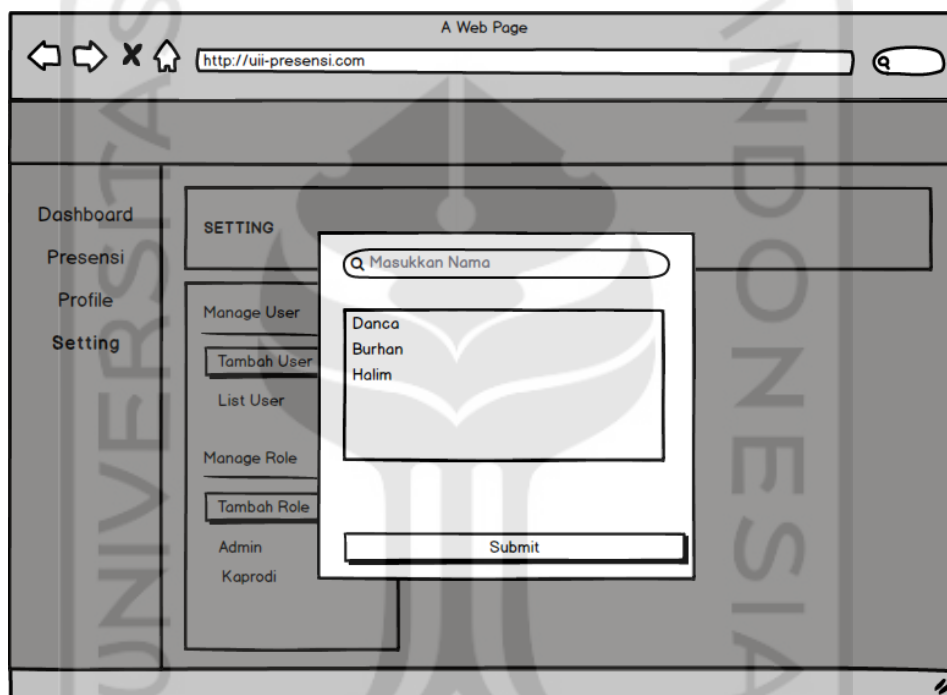 A Web Page
http://uii-presensi.com
Dashboard
Presensi
Profile
Setting
SETTING
Manage User
Tambah User
List User
Manage Role
Tambah Role
Admin
Kaprodi
Masukkan Nama
Danca
Burhan
Halim
Submit
UNIVERSITAS
INDONESIA